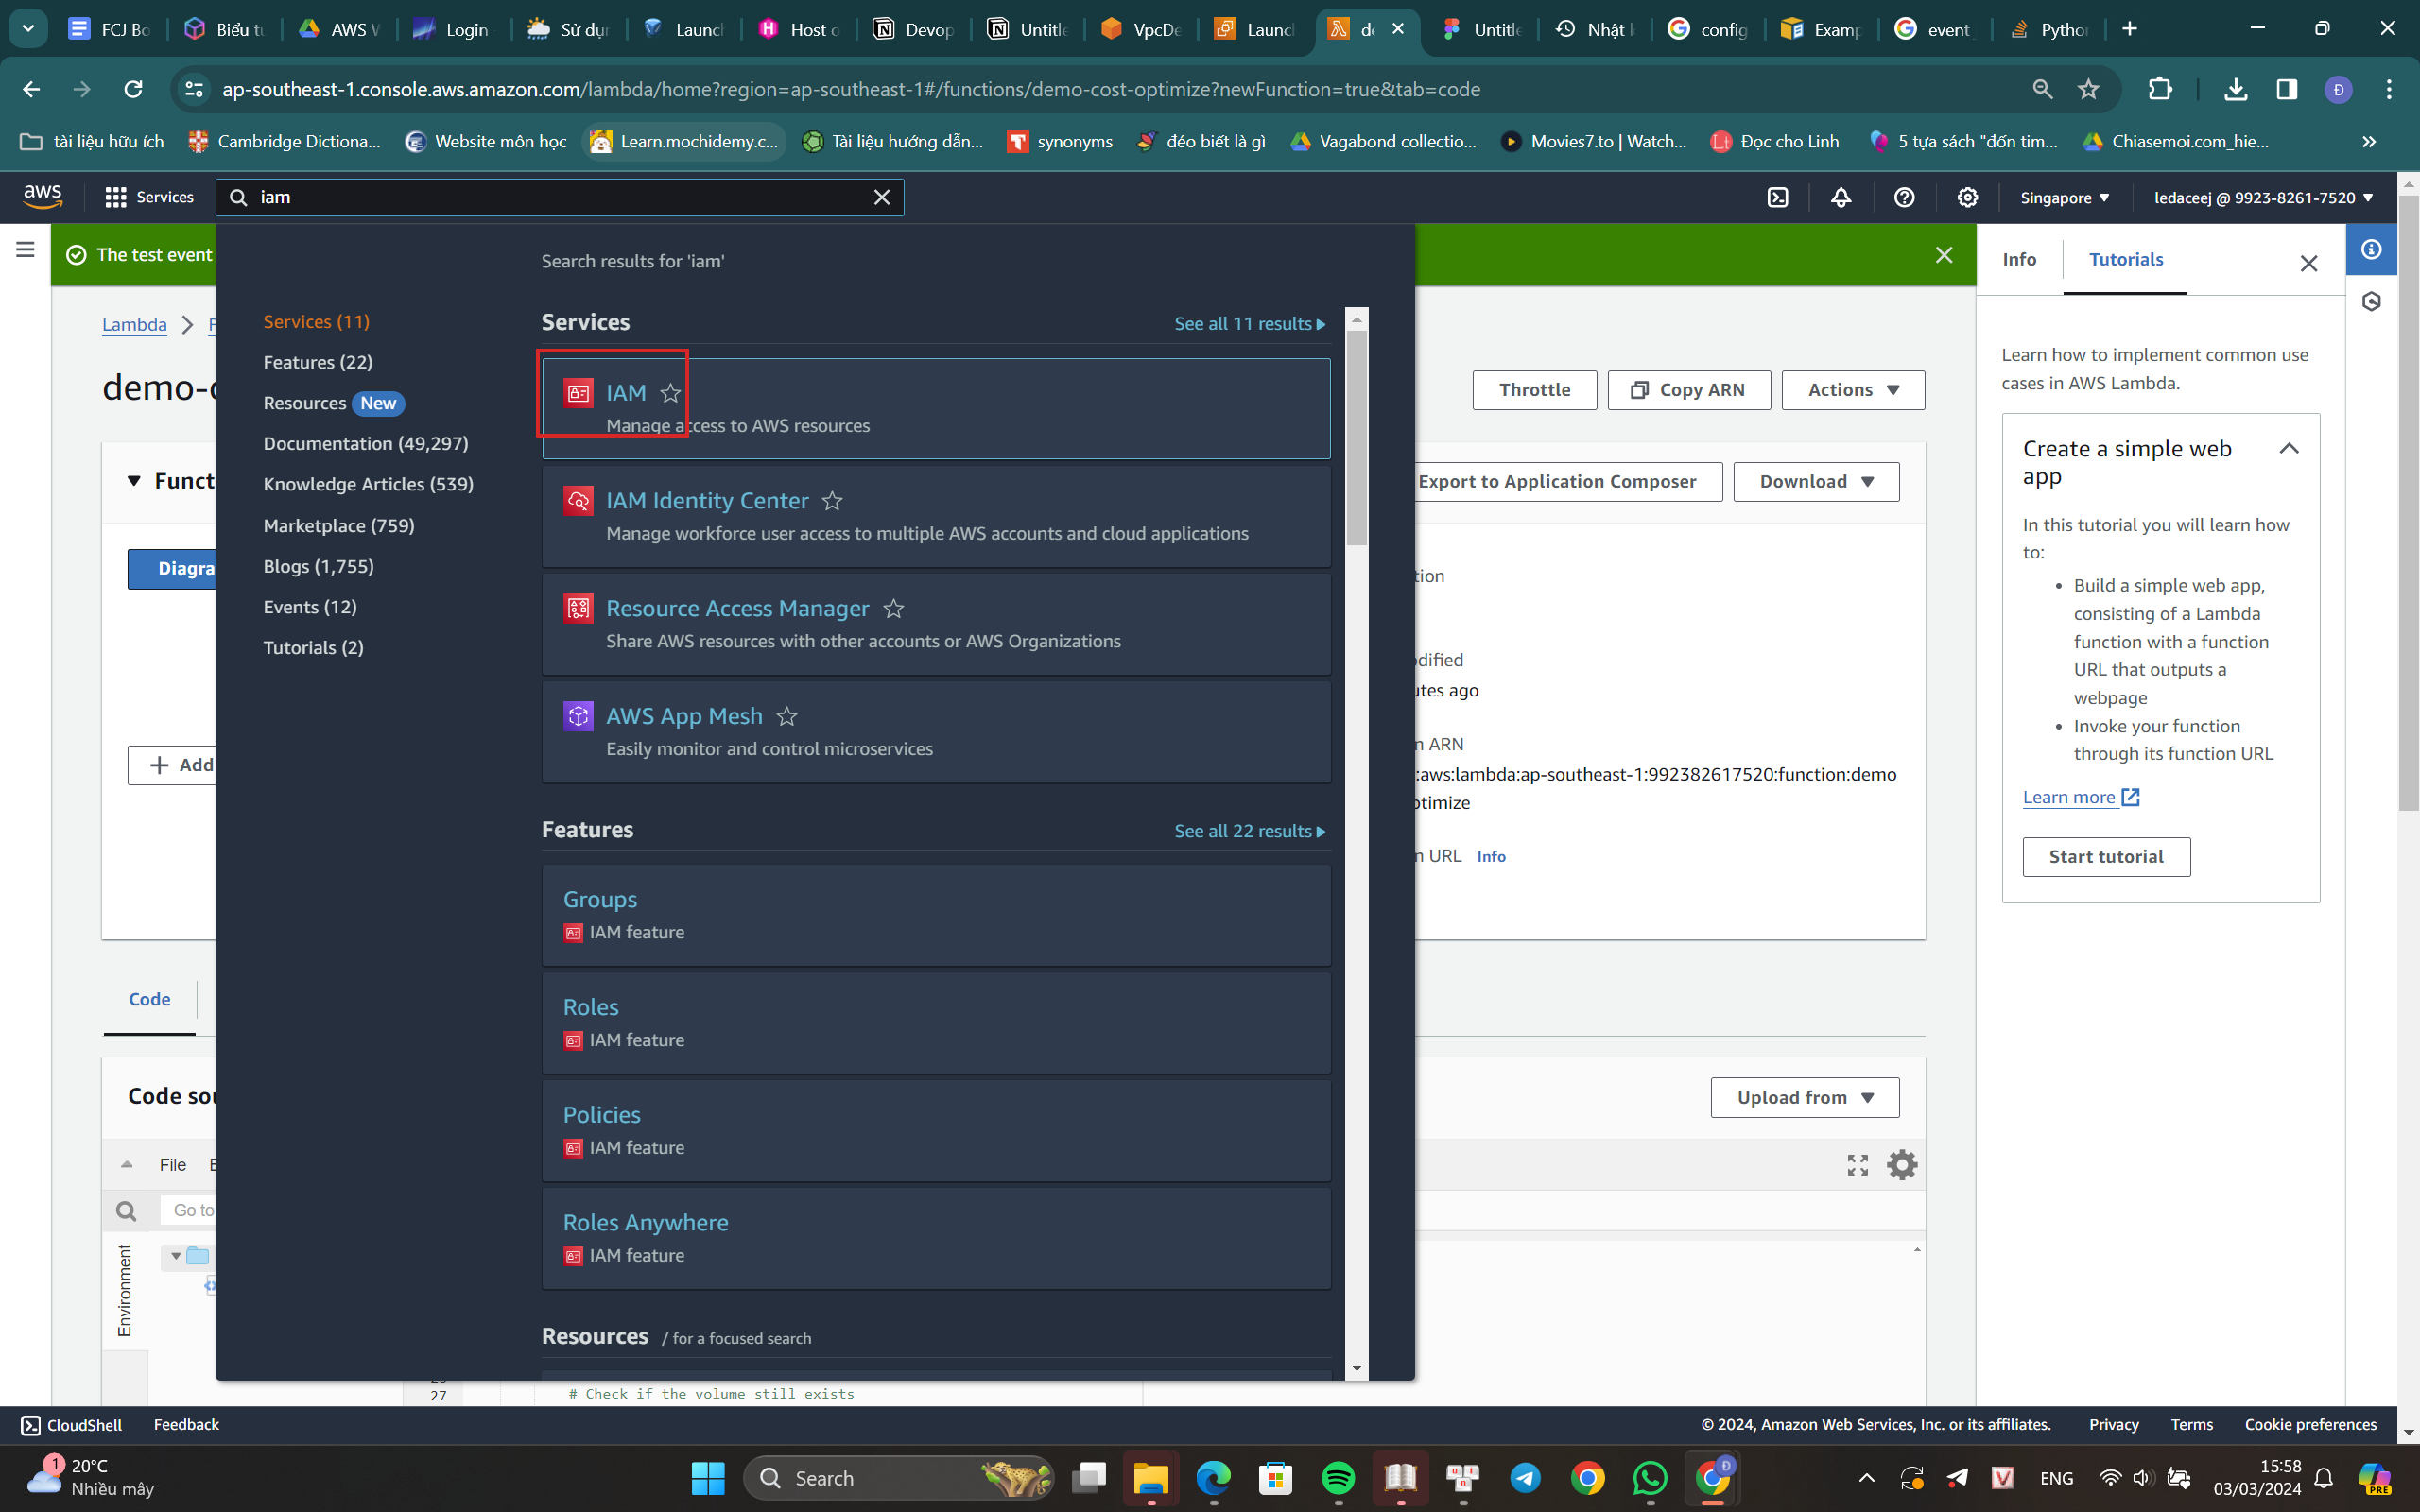 FCJ Bo
Biểu tu
AWS W
Login
Sử dụn
Launch
Host o
Devop
Untitle
VpcDe
Launch
de
Untitle
Nhật k
config
Examp
event
Python
ap-southeast-1.console.aws.amazon.com/lambda/home?region=ap-southeast-1#/functions/demo-cost-optimize?newFunction=true&tab=code
Đ
tài liệu hữu ích
Cambridge Dictiona...
Website môn học
Learn.mochidemy.c...
Tài liệu hướng dẫn...
synonyms
đéo biết là gì
Vagabond collectio...
Movies7.to | Watch...
Đọc cho Linh
5 tựa sách "đốn tim...
Chiasemoi.com_hie...
aws
Services
iam
Singapore
ledaceej @ 9923-8261-7520
The test event
Search results for 'iam'
Info
Tutorials
Lambda
F
Services (11)
Features (22)
Resources New
Documentation (49,297)
Knowledge Articles (539)
Marketplace (759)
Blogs (1,755)
Events (12)
Tutorials (2)
Services
See all 11 results
IAM
Manage access to AWS resources
IAM Identity Center
Manage workforce user access to multiple AWS accounts and cloud applications
Resource Access Manager
Share AWS resources with other accounts or AWS Organizations
AWS App Mesh
Easily monitor and control microservices
Features
See all 22 results
Groups
IAM feature
Roles
IAM feature
Policies
IAM feature
Roles Anywhere
IAM feature
Resources / for a focused search
demo-c
Funct
Diagra
Add
Throttle
Copy ARN
Actions
Export to Application Composer
Download
tion
odified
utes ago
n ARN
:aws:lambda:ap-southeast-1:992382617520:function:demo
ptimize
n URL Info
Learn how to implement common use
cases in AWS Lambda.
Create a simple web
app
In this tutorial you will learn how
to:
• Build a simple web app,
consisting of a Lambda
function with a function
URL that outputs a
webpage
• Invoke your function
through its function URL
Learn more
Start tutorial
Code
Code sou
Upload from
File
E
Go to
Environment
27
# Check if the volume still exists
CloudShell
Feedback
© 2024, Amazon Web Services, Inc. or its affiliates.
Privacy
Terms
Cookie preferences
1
20°C
Nhiều mây
Search
Đ
ENG
15:58
03/03/2024
PRE